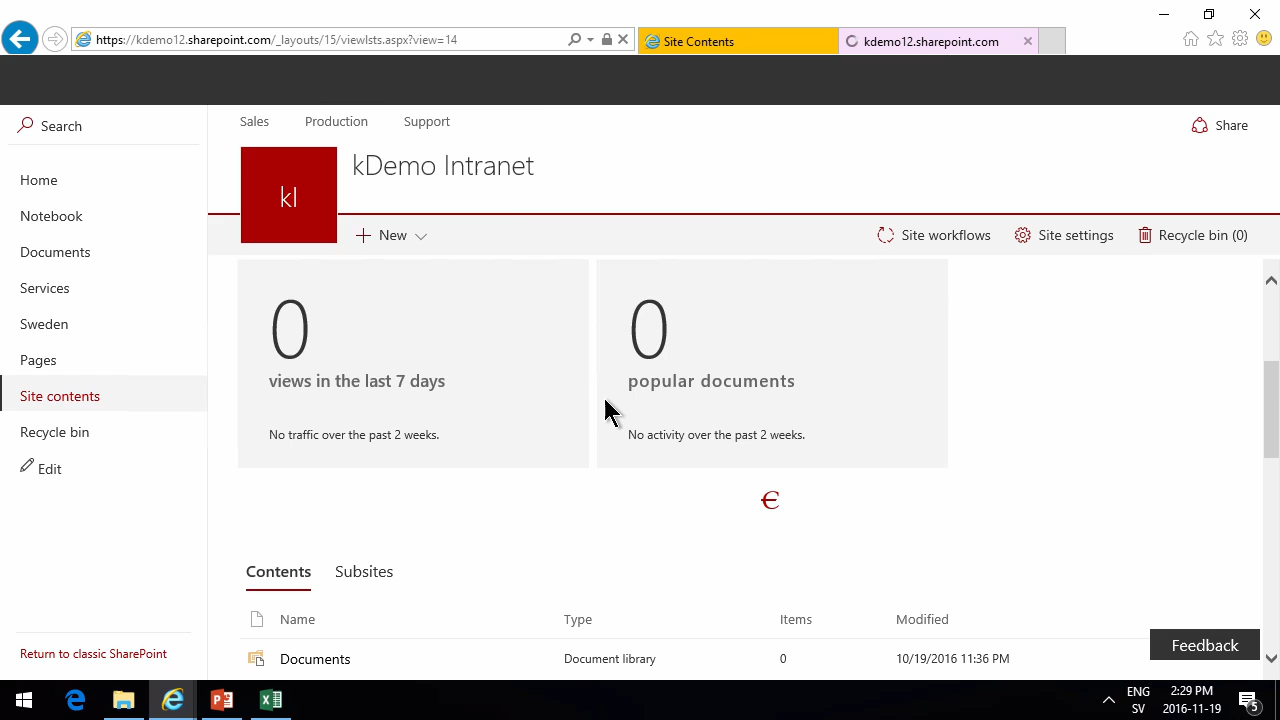 https://kdemo12.sharepoint.com/_layouts/15/viewlsts.aspx?view=14
Site Contents
kdemo12.sharepoint.com
Search
Sales Production Support
Share
kDemo Intranet
kI
New
Site workflows
Site settings
Recycle bin (0)
Home
Notebook
Documents
Services
Sweden
Pages
Site contents
Recycle bin
Edit
0
views in the last 7 days
No traffic over the past 2 weeks.
0
popular documents
No activity over the past 2 weeks.
Contents Subsites
Name Type Items Modified
Documents Document library 0 10/19/2016 11:36 PM
Return to classic SharePoint
Feedback
ENG
SV
2:29 PM
2016-11-19
5